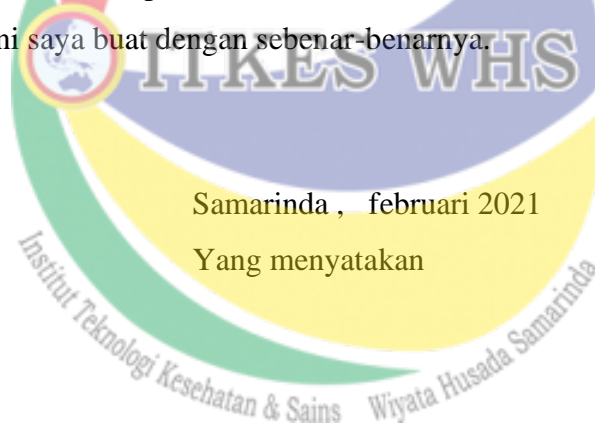 ni saya buat dengan sebenar-benarnya.
ITKES WHS
Samarinda , februari 2021
Yang menyatakan
Institut Teknologi Kesehatan & Sains Wiyata Husada Samarinda